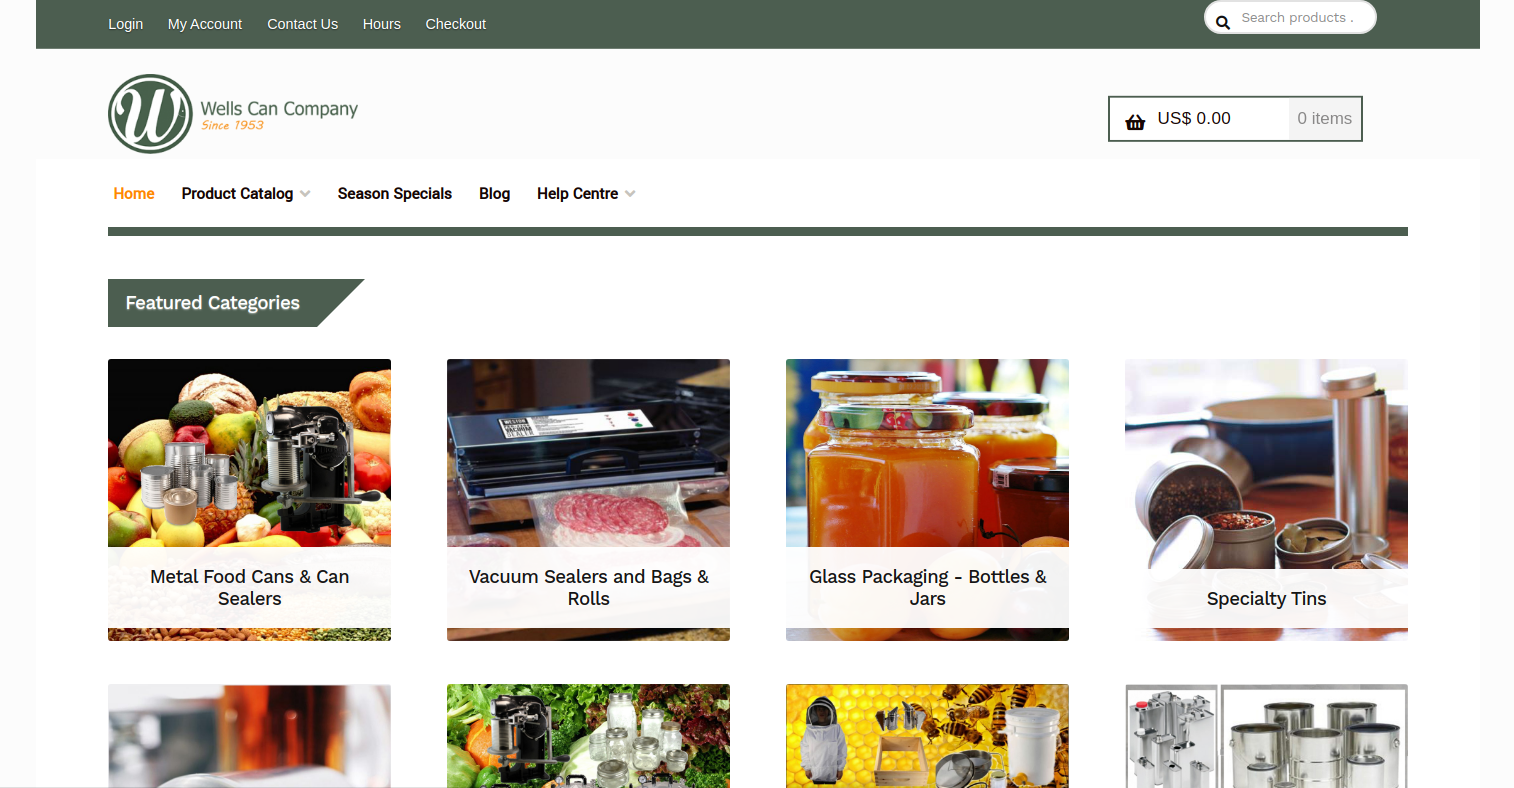 Login My Account Contact Us Hours Checkout
Search products .
W
Wells Can Company
Since 1953
US$ 0.00 0 items
Home Product Catalog Season Specials Blog Help Centre
Featured Categories
Metal Food Cans & Can
Sealers
Vacuum Sealers and Bags &
Rolls
Glass Packaging - Bottles &
Jars
Specialty Tins